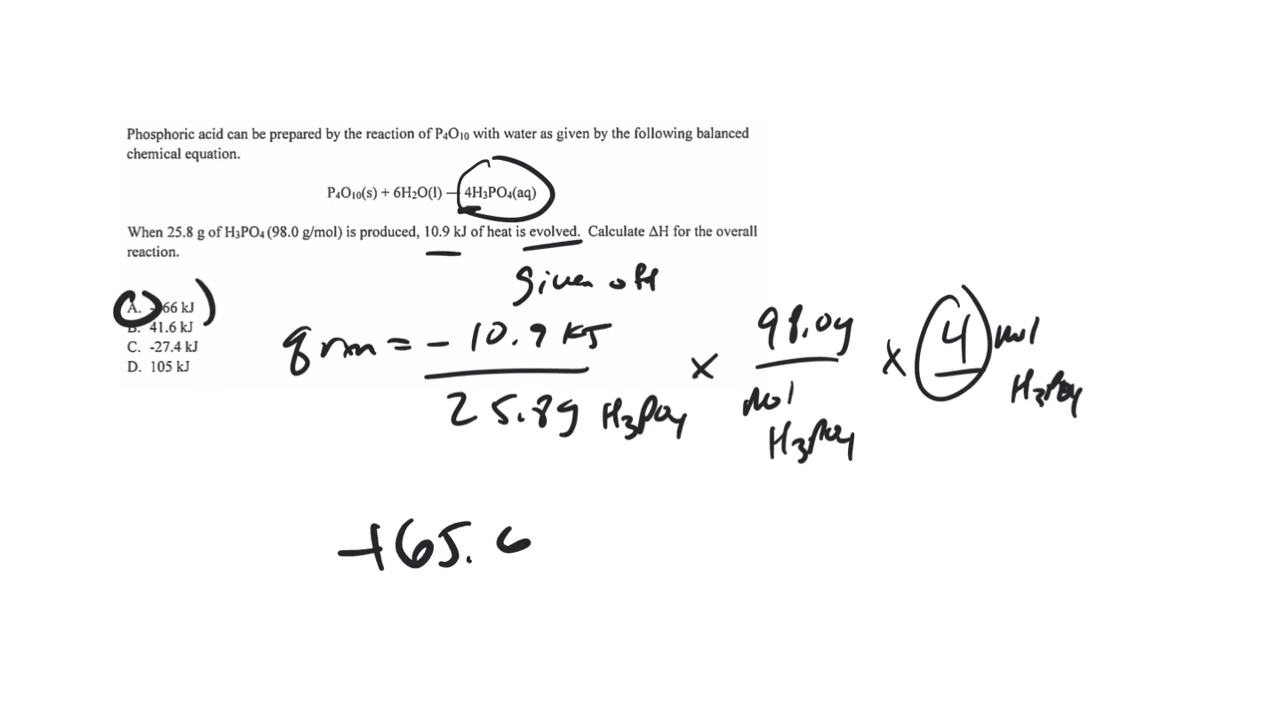 Phosphoric acid can be prepared by the reaction of P₄O₁₀ with water as given by the following balanced
chemical equation.
P₄O₁₀(s) + 6H₂O(l) — 4H₃PO₄(aq)
When 25.8 g of H₃PO₄ (98.0 g/mol) is produced, 10.9 kJ of heat is evolved. Calculate ΔH for the overall
reaction.
given off
A. 66 kJ
B. 41.6 kJ
C. -27.4 kJ
D. 105 kJ
q rxn = - 10.9 KJ / 25.8g H₃PO₄ × 98.0g / mol H₃PO₄ × 4 mol H₃PO₄
-165.6